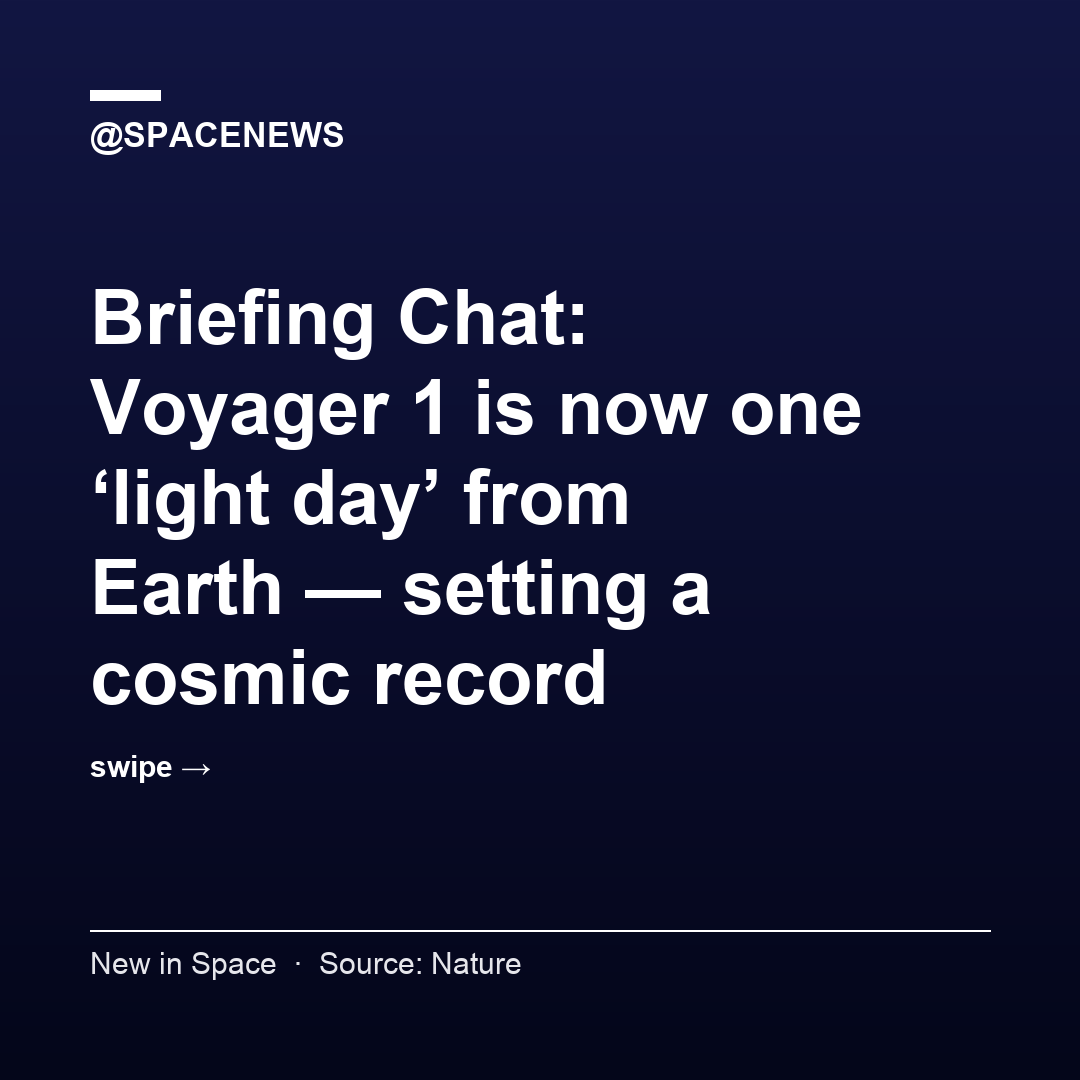 @SPACENEWS
Briefing Chat:
Voyager 1 is now one
‘light day’ from
Earth — setting a
cosmic record
swipe →
New in Space · Source: Nature